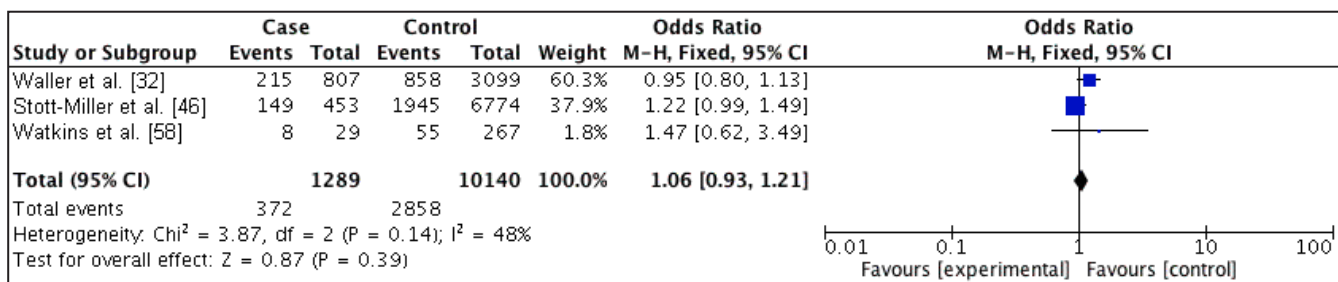 Case Control Odds Ratio Odds Ratio
Study or Subgroup Events Total Events Total Weight M-H, Fixed, 95% CI M-H, Fixed, 95% CI
Waller et al. [32] 215 807 858 3099 60.3% 0.95 [0.80, 1.13]
Stott-Miller et al. [46] 149 453 1945 6774 37.9% 1.22 [0.99, 1.49]
Watkins et al. [58] 8 29 55 267 1.8% 1.47 [0.62, 3.49]
Total (95% CI) 1289 10140 100.0% 1.06 [0.93, 1.21]
Total events 372 2858
Heterogeneity: Chi² = 3.87, df = 2 (P = 0.14); I² = 48%
Test for overall effect: Z = 0.87 (P = 0.39)
0.01 0.1 1 10 100
Favours [experimental] Favours [control]